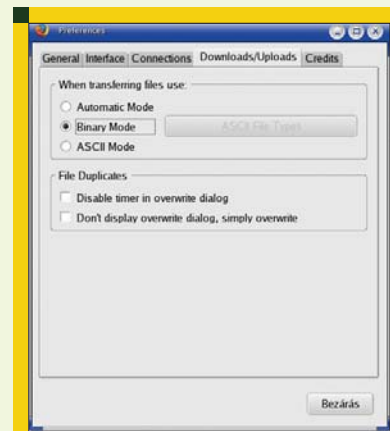 Preferences
General Interface Connections Downloads/Uploads Credits
When transferring files use:
Automatic Mode
Binary Mode
ASCII File Types
ASCII Mode
File Duplicates
Disable timer in overwrite dialog
Don't display overwrite dialog, simply overwrite
Bezárás